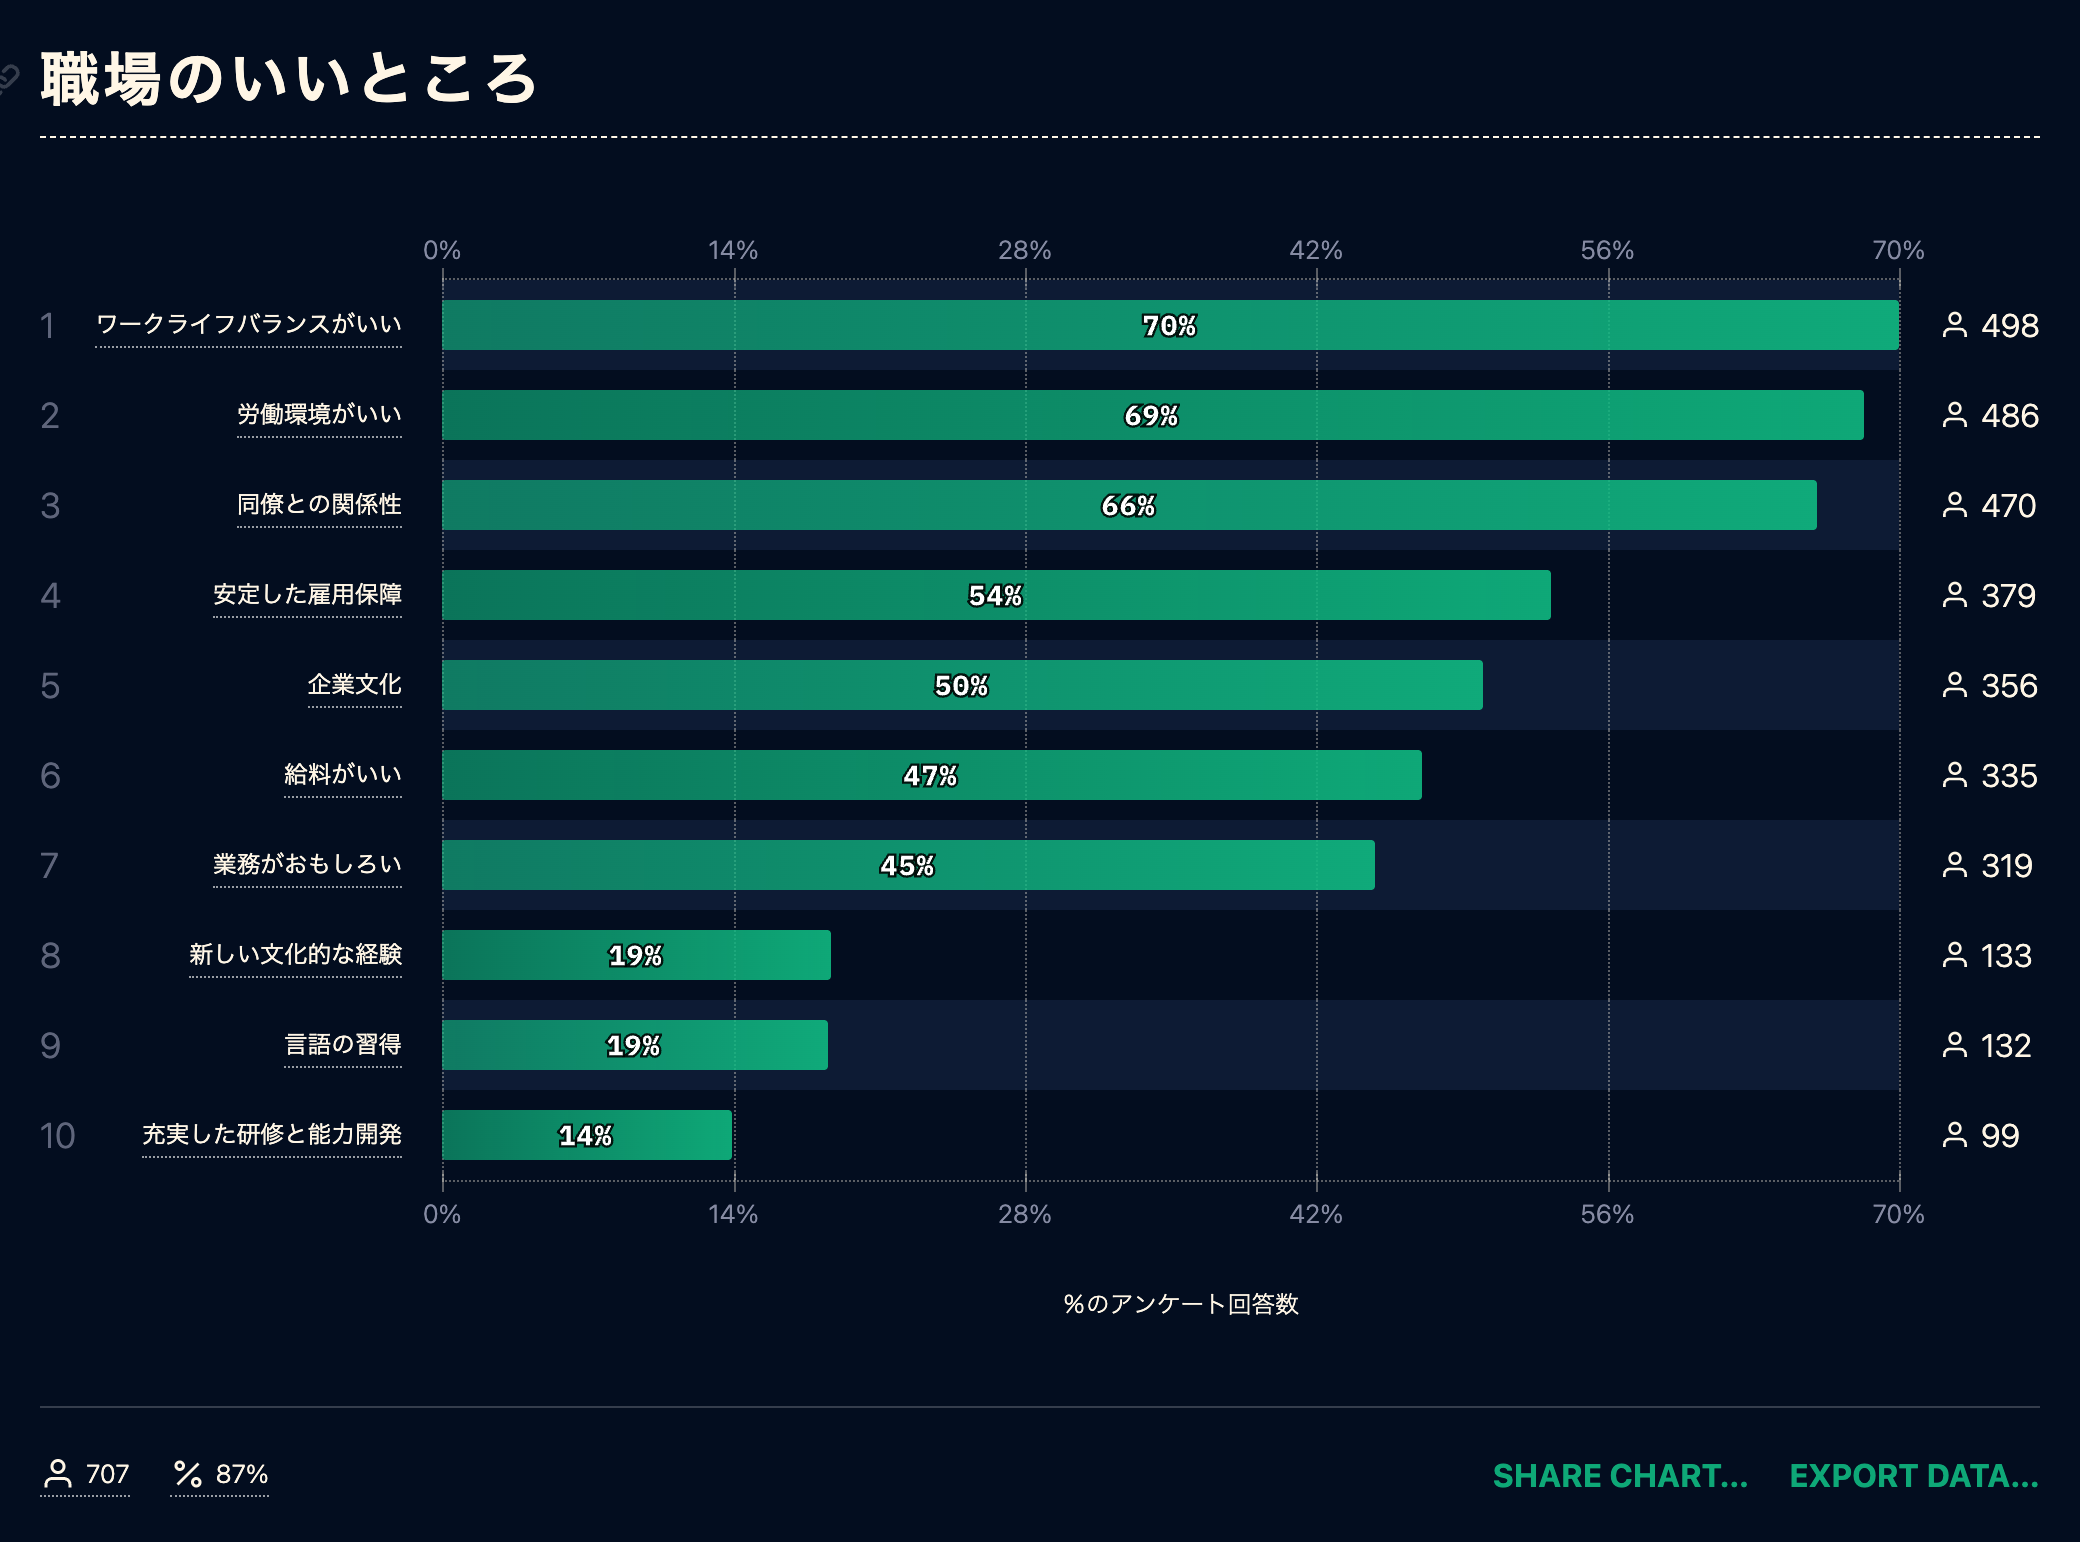 職場のいいところ
0% 14% 28% 42% 56% 70%
1 ワークライフバランスがいい 70% 498
2 労働環境がいい 69% 486
3 同僚との関係性 66% 470
4 安定した雇用保障 54% 379
5 企業文化 50% 356
6 給料がいい 47% 335
7 業務がおもしろい 45% 319
8 新しい文化的な経験 19% 133
9 言語の習得 19% 132
10 充実した研修と能力開発 14% 99
0% 14% 28% 42% 56% 70%
%のアンケート回答数
707 % 87% SHARE CHART... EXPORT DATA...